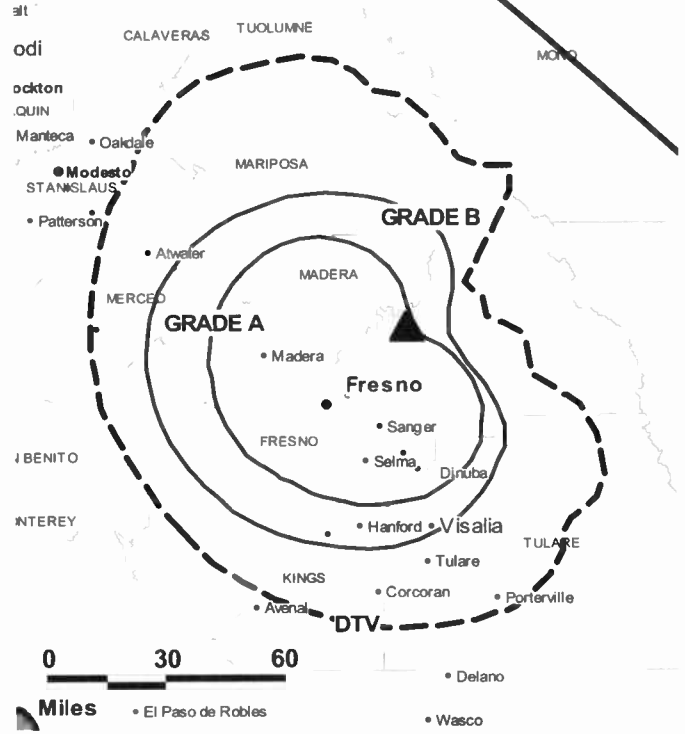 alt
TUOLUMNE
CALAVERAS
odi
MONO
ockton
QUIN
Manteca
Oakdale
Modesto
MARIPOSA
STANISLAUS
Patterson
GRADE B
Atwater
MADERA
MERCED
GRADE A
Madera
Fresno
Sanger
FRESNO
BENITO
Selma
Dinuba
NTEREY
Hanford
Visalia
TULARE
Tulare
KINGS
Corcoran
Porterville
Avenal
DTV
0 30 60
Delano
Miles
El Paso de Robles
Wasco